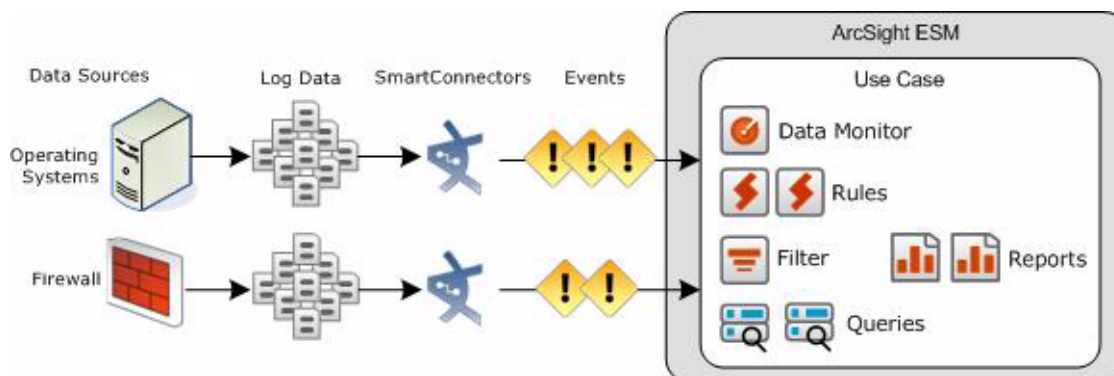 ArcSight ESM
Use Case
Data Sources
Log Data
SmartConnectors
Events
Operating
Systems
Firewall
Data Monitor
Rules
Filter
Reports
Queries